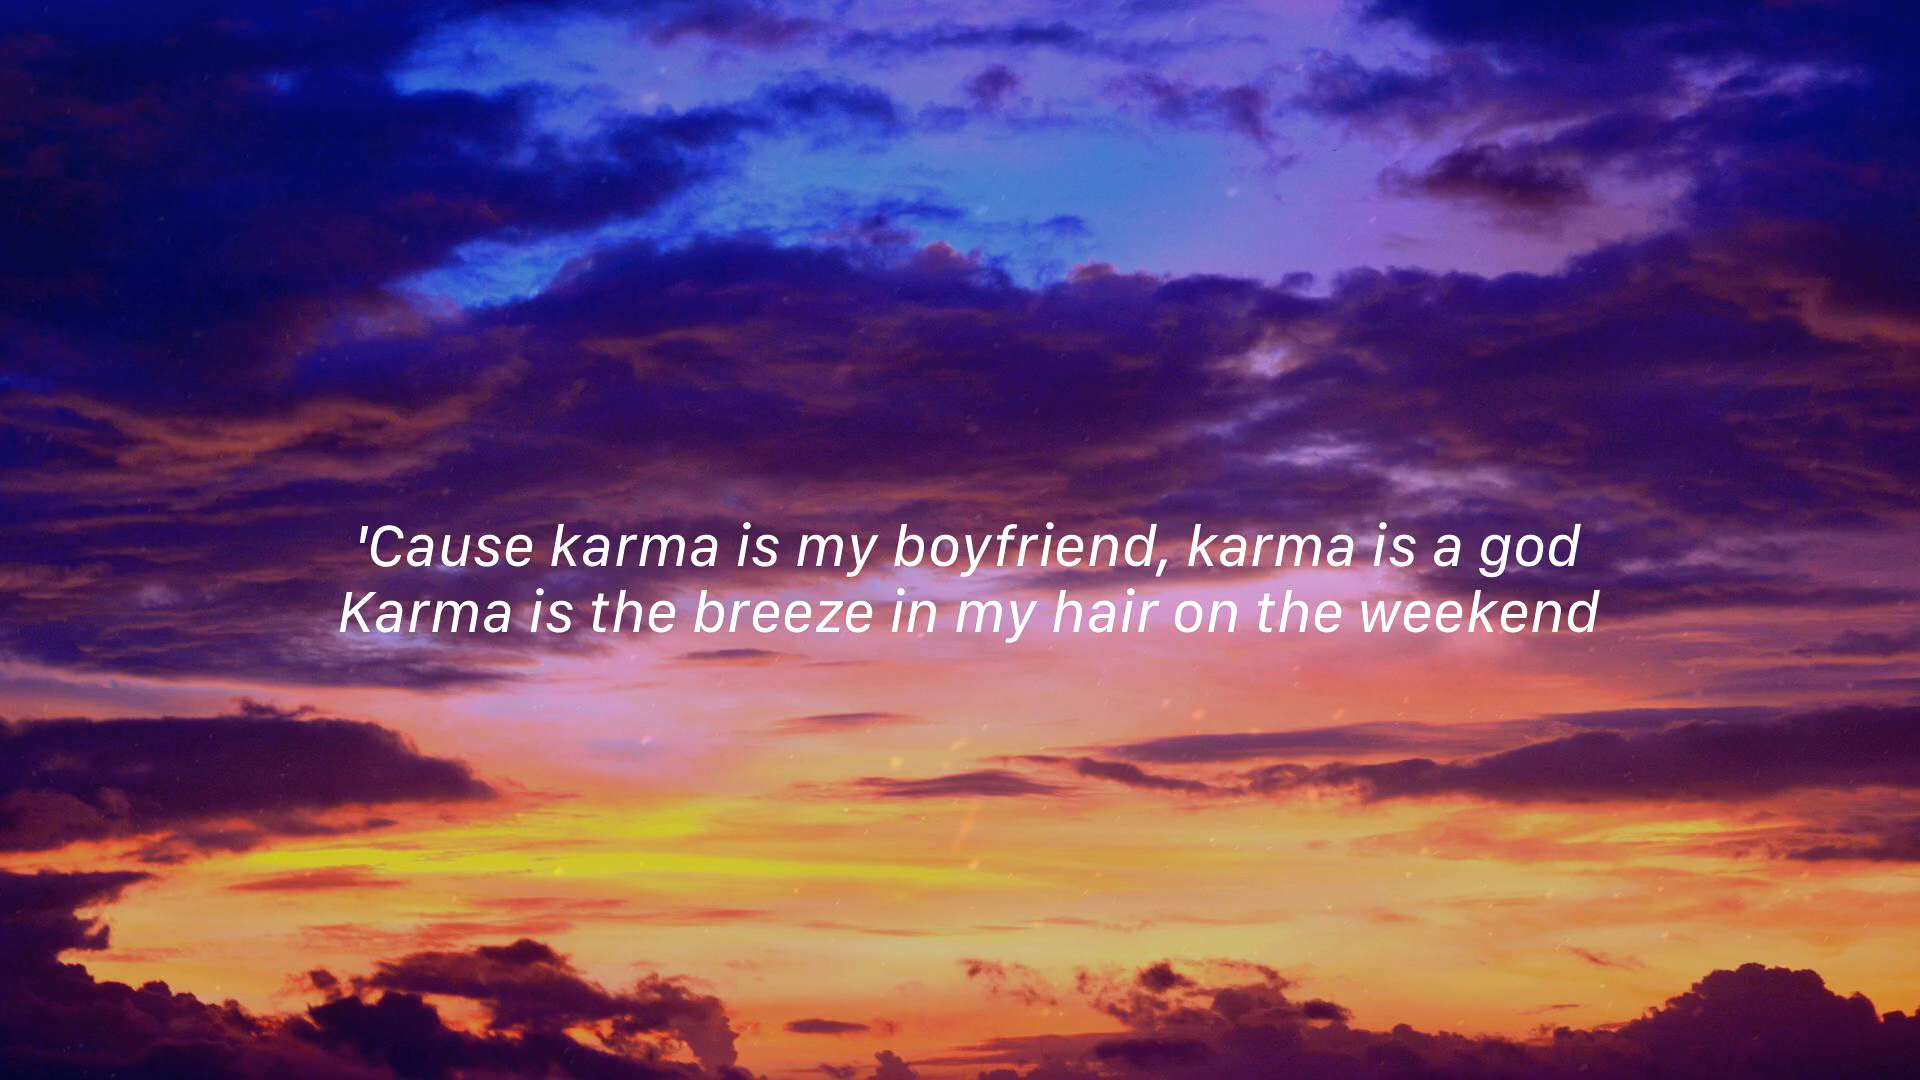 'Cause karma is my boyfriend, karma is a god
Karma is the breeze in my hair on the weekend